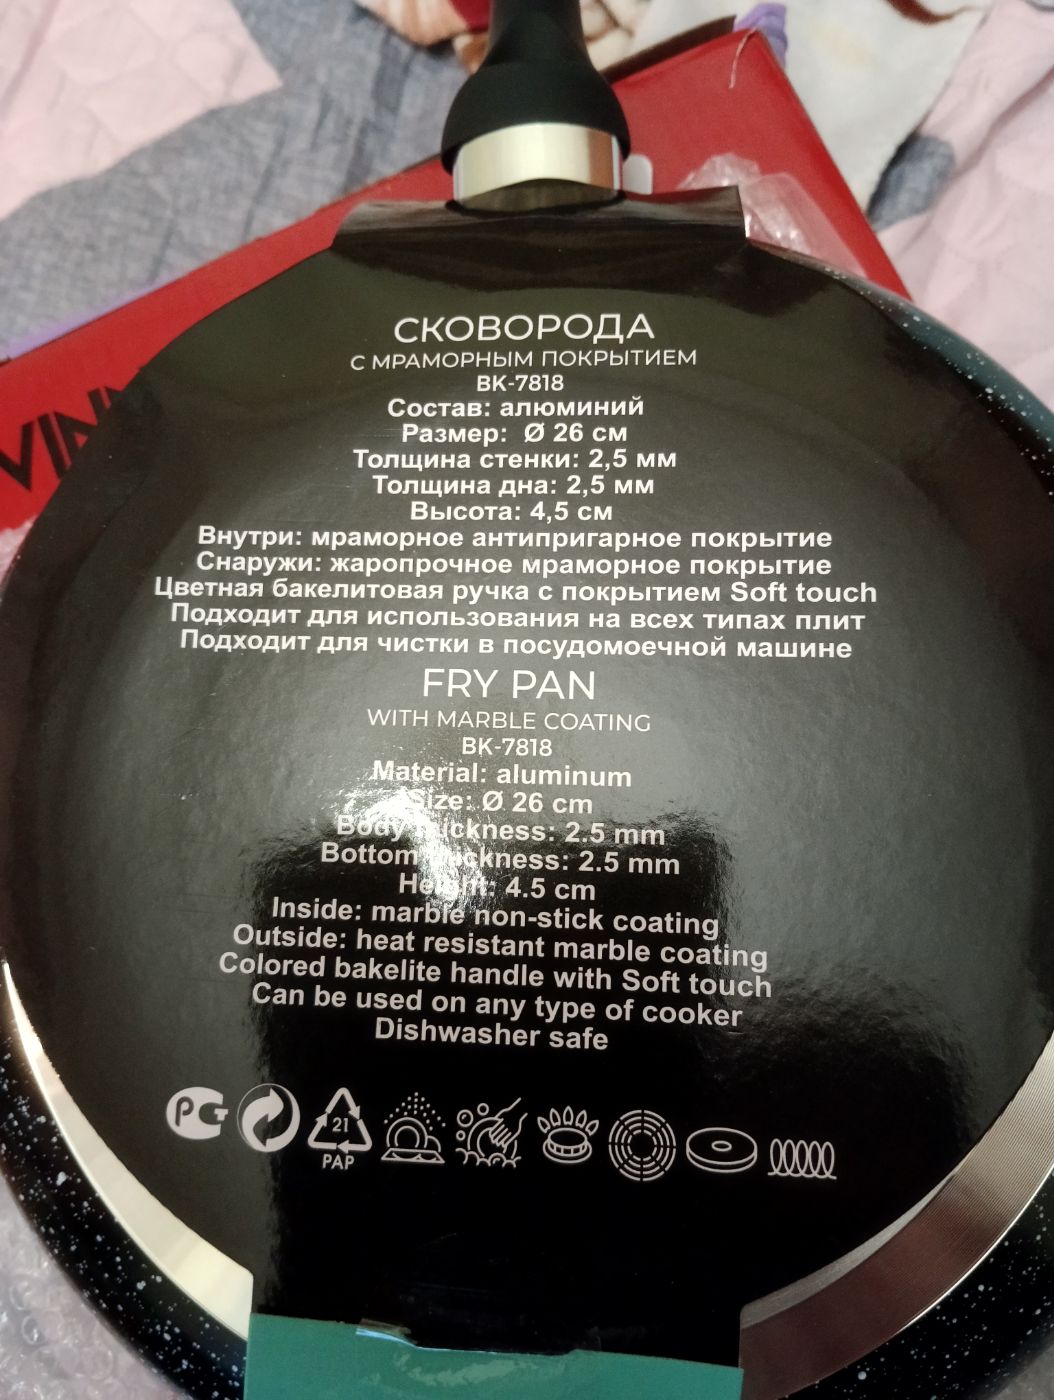 СКОВОРОДА
С МРАМОРНЫМ ПОКРЫТИЕМ
BK-7818
Состав: алюминий
Размер: Ø 26 см
Толщина стенки: 2,5 мм
Толщина дна: 2,5 мм
Высота: 4,5 см
Внутри: мраморное антипригарное покрытие
Снаружи: жаропрочное мраморное покрытие
Цветная бакелитовая ручка с покрытием Soft touch
Подходит для использования на всех типах плит
Подходит для чистки в посудомоечной машине
FRY PAN
WITH MARBLE COATING
BK-7818
Material: aluminum
Size: Ø 26 cm
Body thickness: 2.5 mm
Bottom thickness: 2.5 mm
Height: 4.5 cm
Inside: marble non-stick coating
Outside: heat resistant marble coating
Colored bakelite handle with Soft touch
Can be used on any type of cooker
Dishwasher safe
21
PAP